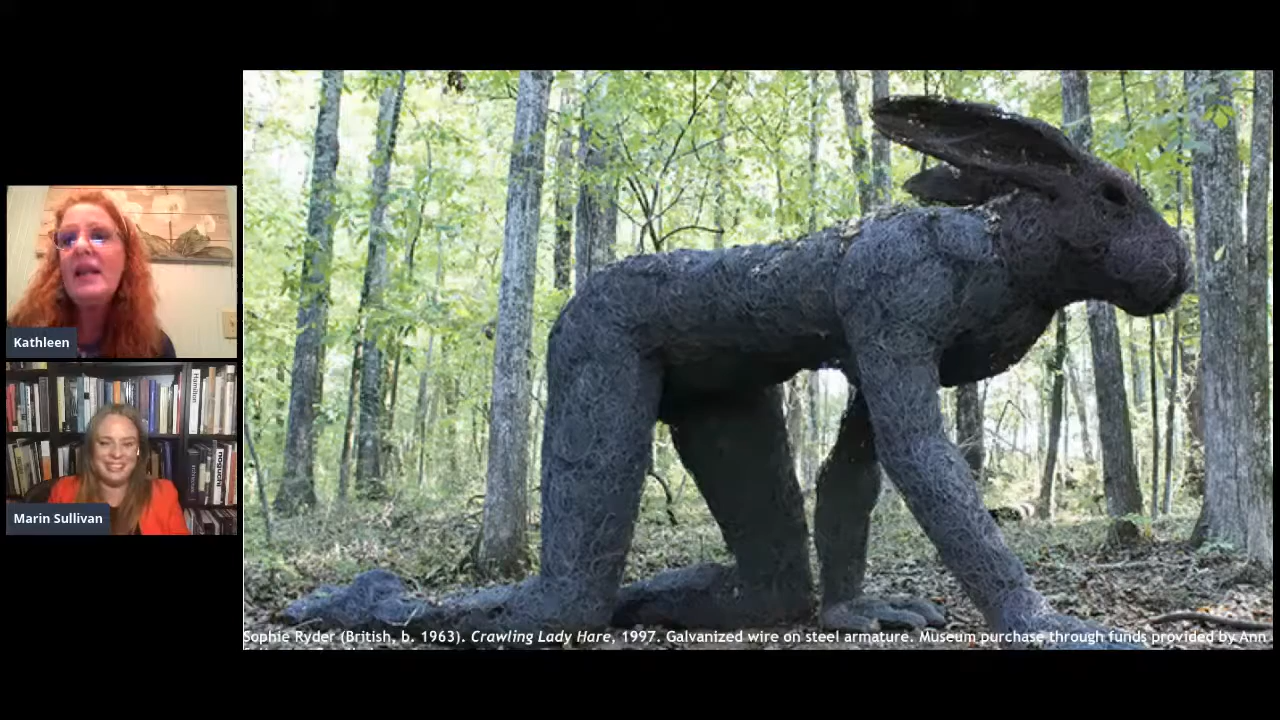 Kathleen
Hamilton
Marin Sullivan
Sophie Ryder (British, b. 1963). Crawling Lady Hare, 1997. Galvanized wire on steel armature. Museum purchase through funds provided by Ann